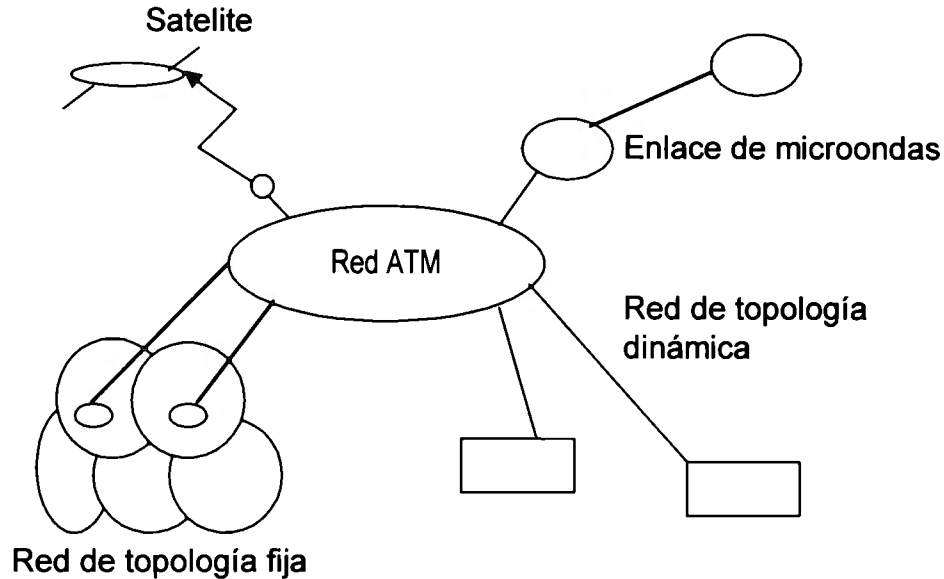 Satelite
Enlace de microondas
Red ATM
Red de topología
dinámica
Red de topología fija